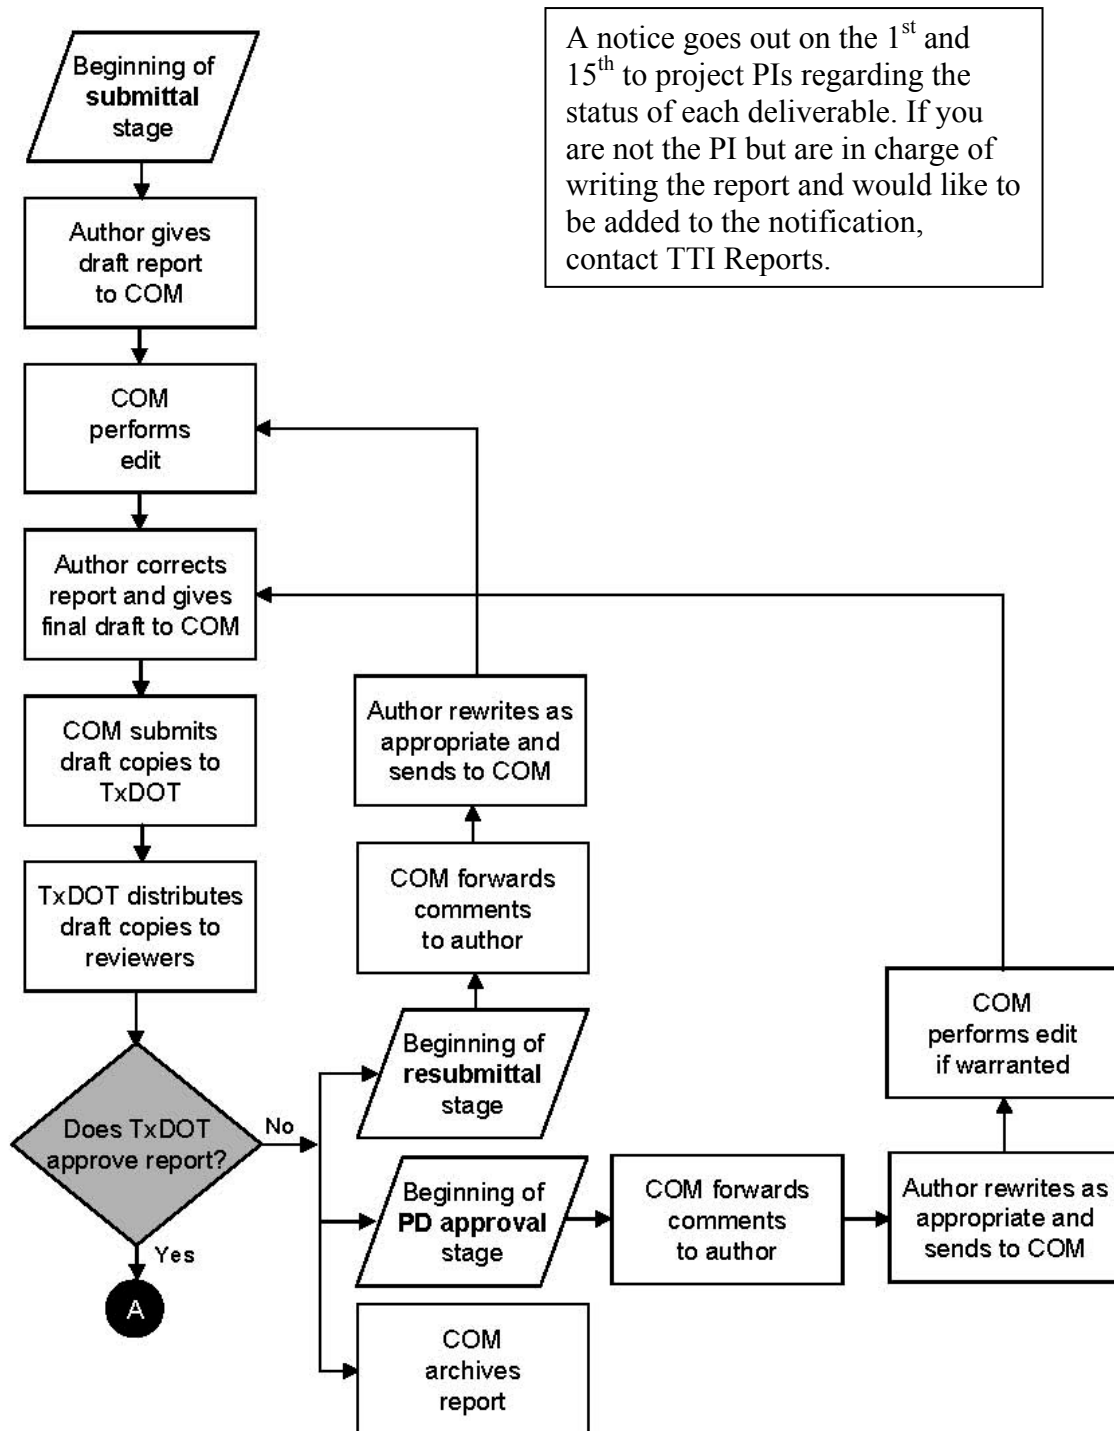 Beginning of
submittal
stage
A notice goes out on the 1st and
15th to project PIs regarding the
status of each deliverable. If you
are not the PI but are in charge of
writing the report and would like to
be added to the notification,
contact TTI Reports.
Author gives
draft report
to COM
COM
performs
edit
Author corrects
report and gives
final draft to COM
COM submits
draft copies to
TxDOT
TxDOT distributes
draft copies to
reviewers
Does TxDOT
approve report?
No
Yes
A
Author rewrites as
appropriate and
sends to COM
COM forwards
comments
to author
Beginning of
resubmittal
stage
Beginning of
PD approval
stage
COM forwards
comments
to author
Author rewrites as
appropriate and
sends to COM
COM
performs edit
if warranted
COM
archives
report